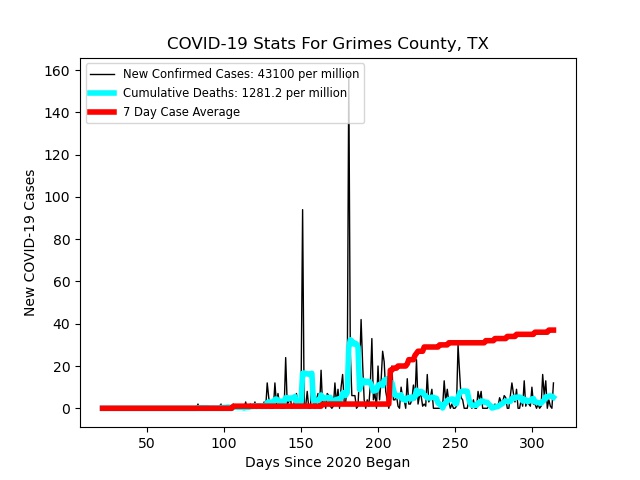 COVID-19 Stats For Grimes County, TX
New Confirmed Cases: 43100 per million
Cumulative Deaths: 1281.2 per million
7 Day Case Average
New COVID-19 Cases
160
140
120
100
80
60
40
20
0
50 100 150 200 250 300
Days Since 2020 Began